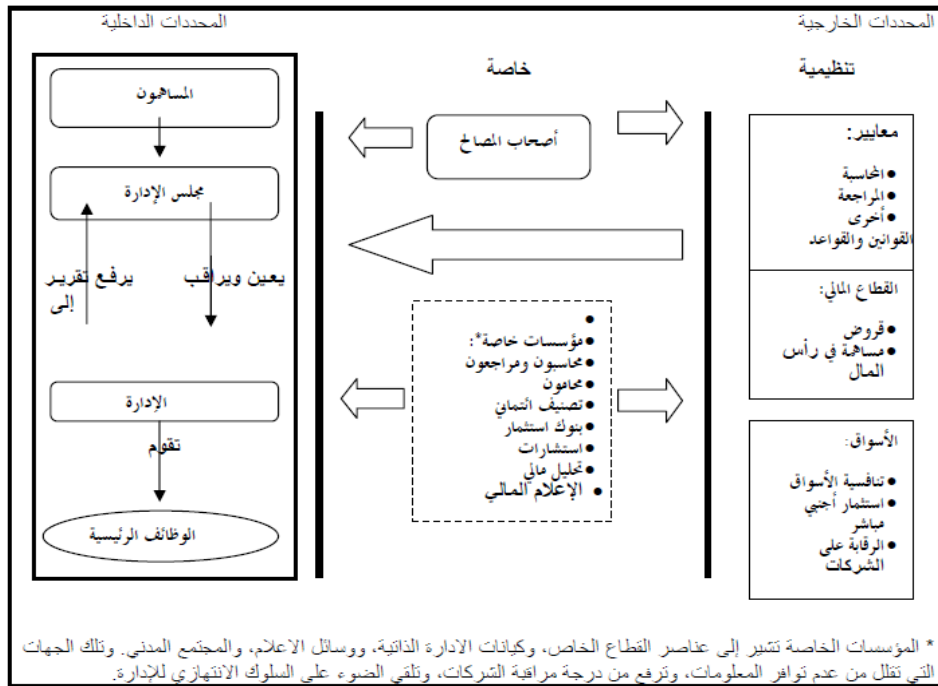 المحددات الخارجية
المحددات الداخلية
تنظيمية
خاصة
المساهمون
مجلس الإدارة
يعين ويراقب
يرفع تقرير
إلى
الإدارة
تقوم
الوظائف الرئيسية
أصحاب المصالح
مؤسسات خاصة*:
محاسبون ومراجعون
محامون
تصنيف ائتماني
بنوك استثمار
استشارات
تحليل مالي
الإعلام المالي
معايير:
المحاسبة
المراجعة
أخرى
القوانين والقواعد
القطاع المالي:
قروض
مساهمة في رأس
المال
الأسواق:
تنافسية الأسواق
استثمار أجنبي
مباشر
الرقابة على
الشركات
* المؤسسات الخاصة تشير إلى عناصر القطاع الخاص، وكيانات الادارة الذاتية، ووسائل الاعلام، والمجتمع المدني. وتلك الجهات
التي تقلل من عدم توافر المعلومات، وترفع من درجة مراقبة الشركات، وتلقي الضوء على السلوك الانتهازي للإدارة.